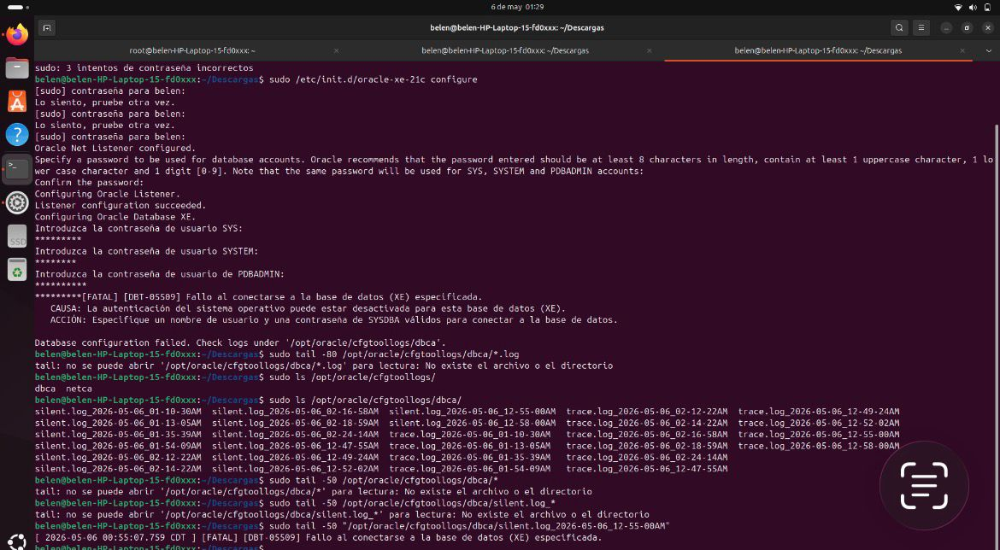 6 de may 01:29
belen@belen-HP-Laptop-15-fd0xxx: ~/Descargas
root@belen-HP-Laptop-15-fd0xxx: ~
belen@belen-HP-Laptop-15-fd0xxx: ~/Descargas
belen@belen-HP-Laptop-15-fd0xxx: ~/Descargas
sudo: 3 intentos de contraseña incorrectos
belen@belen-HP-Laptop-15-fd0xxx:~/Descargas$ sudo /etc/init.d/oracle-xe-21c configure
[sudo] contraseña para belen:
Lo siento, pruebe otra vez.
[sudo] contraseña para belen:
Lo siento, pruebe otra vez.
[sudo] contraseña para belen:
Oracle Net Listener configured.
Specify a password to be used for database accounts. Oracle recommends that the password entered should be at least 8 characters in length, contain at least 1 uppercase character, 1 lo
wer case character and 1 digit [0-9]. Note that the same password will be used for SYS, SYSTEM and PDBADMIN accounts:
Confirm the password:
Configuring Oracle Listener.
Listener configuration succeeded.
Configuring Oracle Database XE.
Introduzca la contraseña de usuario SYS:
*********
Introduzca la contraseña de usuario SYSTEM:
********
Introduzca la contraseña de usuario de PDBADMIN:
**********
*********[FATAL] [DBT-05509] Fallo al conectarse a la base de datos (XE) especificada.
CAUSA: La autenticación del sistema operativo puede estar desactivada para esta base de datos (XE).
ACCIÓN: Especifique un nombre de usuario y una contraseña de SYSDBA válidos para conectar a la base de datos.
Database configuration failed. Check logs under '/opt/oracle/cfgtoollogs/dbca'.
belen@belen-HP-Laptop-15-fd0xxx:~/Descargas$ sudo tail -80 /opt/oracle/cfgtoollogs/dbca/*.log
tail: no se puede abrir '/opt/oracle/cfgtoollogs/dbca/*.log' para lectura: No existe el archivo o el directorio
belen@belen-HP-Laptop-15-fd0xxx:~/Descargas$ sudo ls /opt/oracle/cfgtoollogs/
dbca netca
belen@belen-HP-Laptop-15-fd0xxx:~/Descargas$ sudo ls /opt/oracle/cfgtoollogs/dbca/
silent.log_2026-05-06_01-10-30AM silent.log_2026-05-06_02-16-58AM silent.log_2026-05-06_12-55-00AM trace.log_2026-05-06_02-12-22AM trace.log_2026-05-06_12-49-24AM
silent.log_2026-05-06_01-13-05AM silent.log_2026-05-06_02-18-59AM silent.log_2026-05-06_12-58-00AM trace.log_2026-05-06_02-14-22AM trace.log_2026-05-06_12-52-02AM
silent.log_2026-05-06_01-35-39AM silent.log_2026-05-06_02-24-14AM trace.log_2026-05-06_01-10-30AM trace.log_2026-05-06_02-16-58AM trace.log_2026-05-06_12-55-00AM
silent.log_2026-05-06_01-54-09AM silent.log_2026-05-06_12-47-55AM trace.log_2026-05-06_01-13-05AM trace.log_2026-05-06_02-18-59AM trace.log_2026-05-06_12-58-00AM
silent.log_2026-05-06_02-12-22AM silent.log_2026-05-06_12-49-24AM trace.log_2026-05-06_01-35-39AM trace.log_2026-05-06_02-24-14AM
silent.log_2026-05-06_02-14-22AM silent.log_2026-05-06_12-52-02AM trace.log_2026-05-06_01-54-09AM trace.log_2026-05-06_12-47-55AM
belen@belen-HP-Laptop-15-fd0xxx:~/Descargas$ sudo tail -50 /opt/oracle/cfgtoollogs/dbca/*
tail: no se puede abrir '/opt/oracle/cfgtoollogs/dbca/*' para lectura: No existe el archivo o el directorio
belen@belen-HP-Laptop-15-fd0xxx:~/Descargas$ sudo tail -50 /opt/oracle/cfgtoollogs/dbca/silent.log_*
tail: no se puede abrir '/opt/oracle/cfgtoollogs/dbca/silent.log_*' para lectura: No existe el archivo o el directorio
belen@belen-HP-Laptop-15-fd0xxx:~/Descargas$ sudo tail -50 "/opt/oracle/cfgtoollogs/dbca/silent.log_2026-05-06_12-55-00AM"
[ 2026-05-06 00:55:07.759 CDT ] [FATAL] [DBT-05509] Fallo al conectarse a la base de datos (XE) especificada.
belen@belen-HP-Laptop-15-fd0xxx:~/Descargas$
SSD